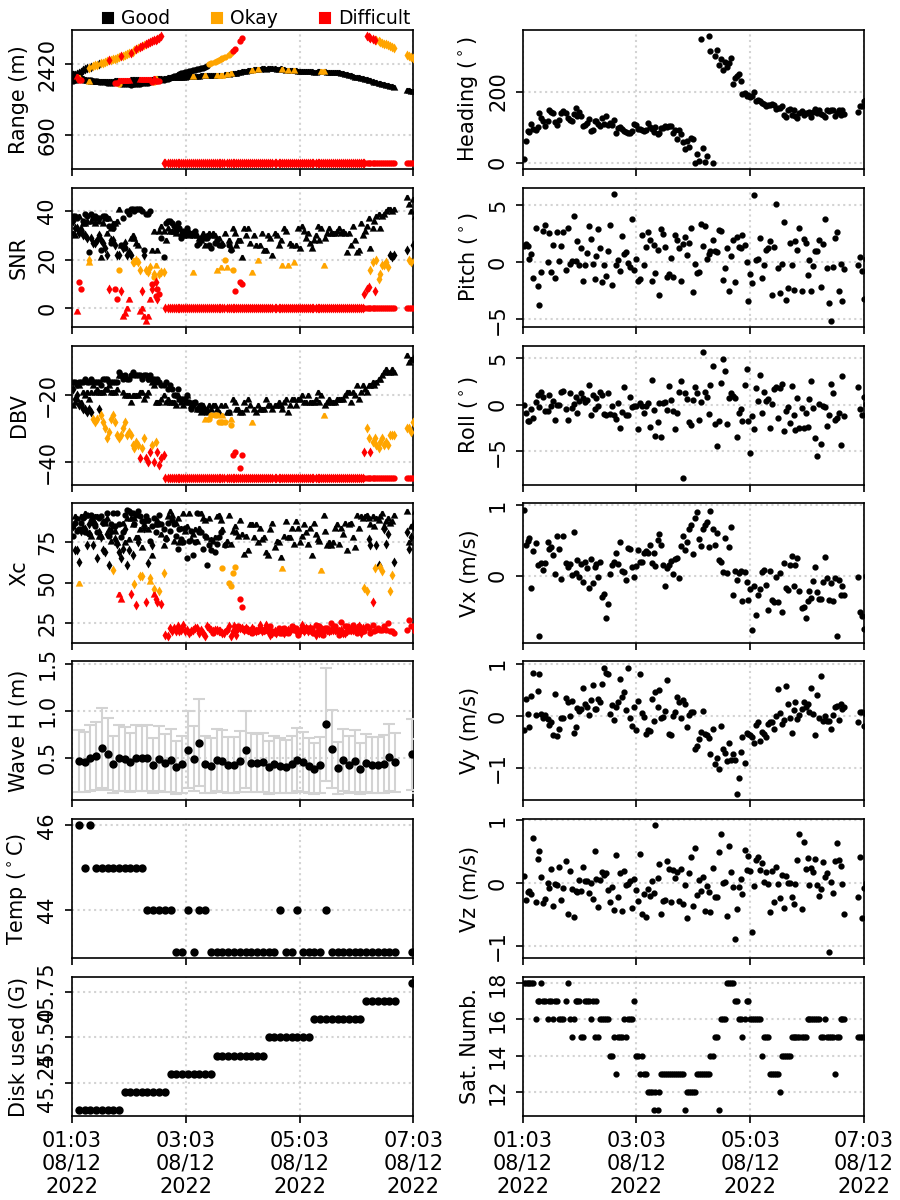 Good Okay Difficult
Range (m)
2420
690
Heading (°)
200
0
SNR
40
20
0
Pitch (°)
5
0
−5
DBV
−20
−40
Roll (°)
5
0
−5
Xc
75
50
25
Vx (m/s)
1
0
Wave H (m)
1.5
1.0
0.5
Vy (m/s)
1
0
−1
Temp (°C)
46
44
Vz (m/s)
1
0
−1
Disk used (G)
45.75
45.50
45.25
Sat. Numb.
18
16
14
12
01:03 03:03 05:03 07:03 01:03 03:03 05:03 07:03
08/12 08/12 08/12 08/12 08/12 08/12 08/12 08/12
2022 2022 2022 2022 2022 2022 2022 2022